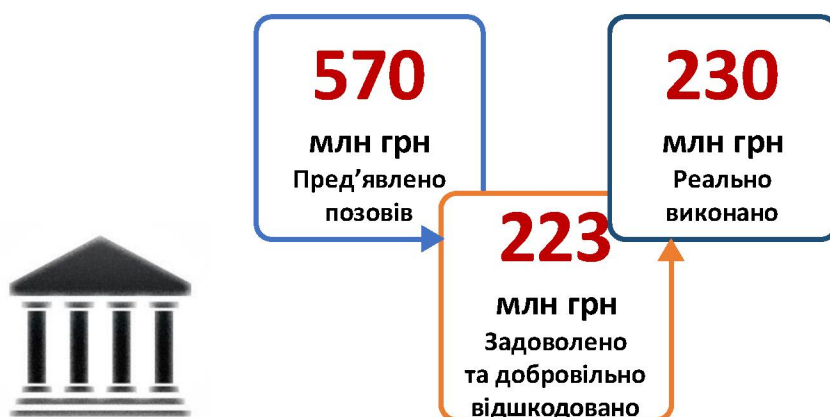 570
млн грн
Пред’явлено
позовів
223
млн грн
Задоволено
та добровільно
відшкодовано
230
млн грн
Реально
виконано